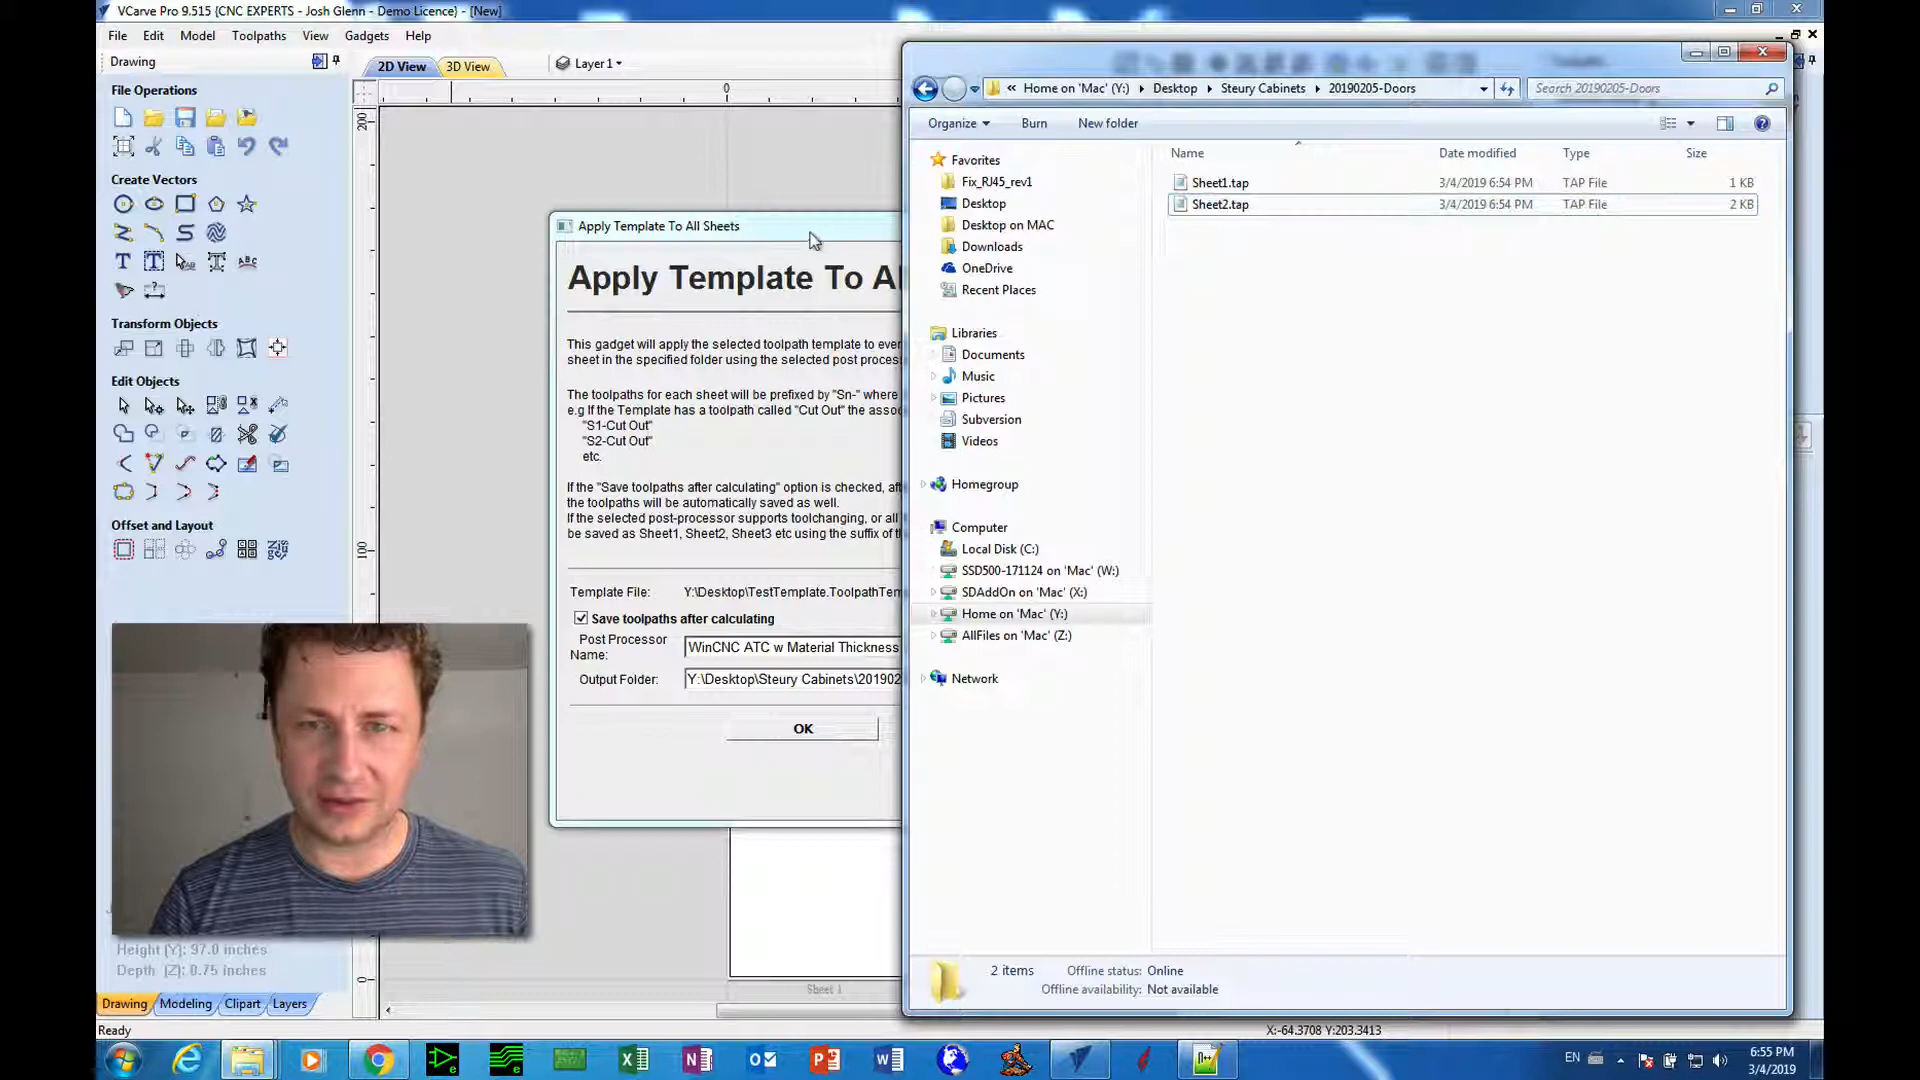 VCarve Pro 9.515 {CNC EXPERTS - Josh Glenn - Demo Licence} - [New]
File Edit Model Toolpaths View Gadgets Help
Drawing
2D View 3D View Layer 1
File Operations
Create Vectors
Transform Objects
Edit Objects
Offset and Layout
Height (Y): 97.0 inches
Depth (Z): 0.75 inches
Drawing Modeling Clipart Layers
Ready
0
200
100
0
Apply Template To All Sheets
Apply Template To Al
This gadget will apply the selected toolpath template to ever
sheet in the specified folder using the selected post process
The toolpaths for each sheet will be prefixed by "Sn-" where
e.g If the Template has a toolpath called "Cut Out" the assoc
"S1-Cut Out"
"S2-Cut Out"
etc.
If the "Save toolpaths after calculating" option is checked, aft
the toolpaths will be automatically saved as well.
If the selected post-processor supports toolchanging, or all
be saved as Sheet1, Sheet2, Sheet3 etc using the suffix of th
Template File: Y:\Desktop\TestTemplate.ToolpathTem
Save toolpaths after calculating
Post Processor
Name: WinCNC ATC w Material Thickness
Output Folder: Y:\Desktop\Steury Cabinets\201902
OK
Sheet 1
« Home on 'Mac' (Y:) Desktop Steury Cabinets 20190205-Doors
Search 20190205-Doors
Organize Burn New folder
Favorites
Fix_RJ45_rev1
Desktop
Desktop on MAC
Downloads
OneDrive
Recent Places
Libraries
Documents
Music
Pictures
Subversion
Videos
Homegroup
Computer
Local Disk (C:)
SSD500-171124 on 'Mac' (W:)
SDAddOn on 'Mac' (X:)
Home on 'Mac' (Y:)
AllFiles on 'Mac' (Z:)
Network
Name Date modified Type Size
Sheet1.tap 3/4/2019 6:54 PM TAP File 1 KB
Sheet2.tap 3/4/2019 6:54 PM TAP File 2 KB
2 items Offline status: Online
Offline availability: Not available
X:-64.3708 Y:203.3413
EN
6:55 PM
3/4/2019